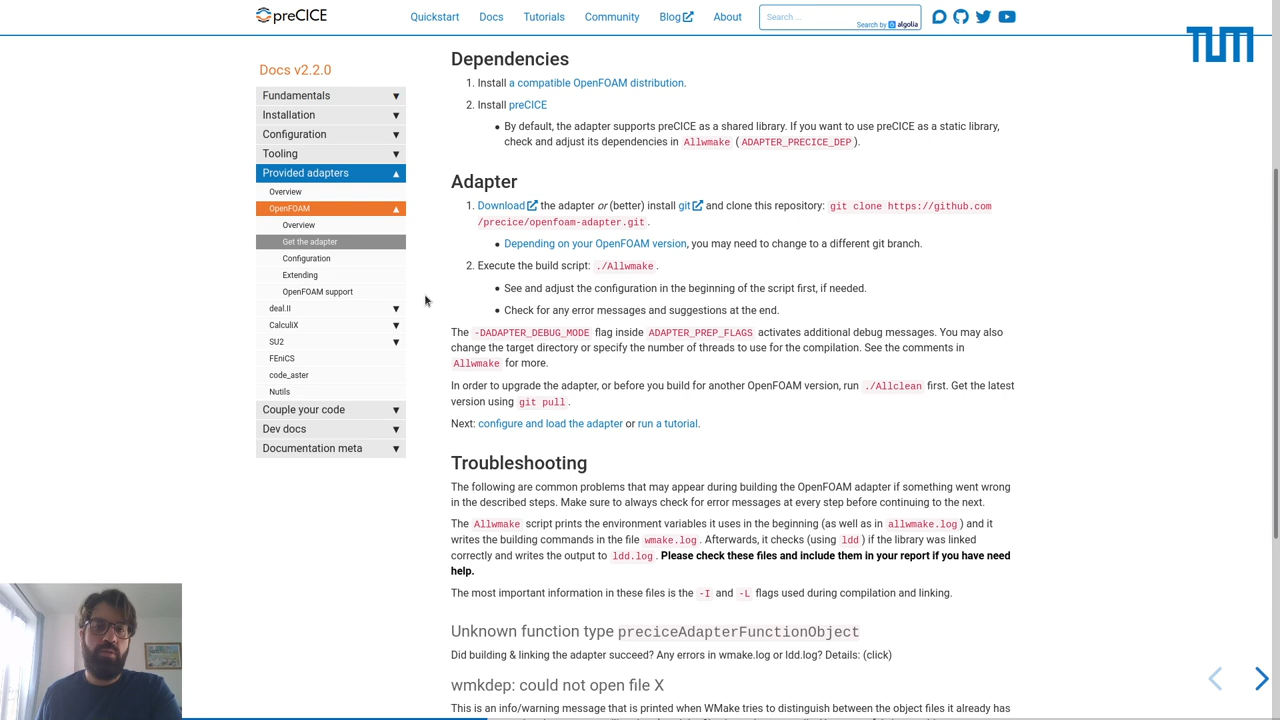 preCICE
Quickstart
Docs
Tutorials
Community
Blog
About
Search ...
Search by algolia
TUM
Docs v2.2.0
Fundamentals
Installation
Configuration
Tooling
Provided adapters
Overview
OpenFOAM
Overview
Get the adapter
Configuration
Extending
OpenFOAM support
deal.II
CalculiX
SU2
FEniCS
code_aster
Nutils
Couple your code
Dev docs
Documentation meta
Dependencies
1. Install a compatible OpenFOAM distribution.
2. Install preCICE
• By default, the adapter supports preCICE as a shared library. If you want to use preCICE as a static library,
check and adjust its dependencies in Allwmake ( ADAPTER_PRECICE_DEP ).
Adapter
1. Download the adapter or (better) install git and clone this repository: git clone https://github.com
/precice/openfoam-adapter.git .
• Depending on your OpenFOAM version, you may need to change to a different git branch.
2. Execute the build script: ./Allwmake .
• See and adjust the configuration in the beginning of the script first, if needed.
• Check for any error messages and suggestions at the end.
The -DADAPTER_DEBUG_MODE flag inside ADAPTER_PREP_FLAGS activates additional debug messages. You may also
change the target directory or specify the number of threads to use for the compilation. See the comments in
Allwmake for more.
In order to upgrade the adapter, or before you build for another OpenFOAM version, run ./Allclean first. Get the latest
version using git pull .
Next: configure and load the adapter or run a tutorial.
Troubleshooting
The following are common problems that may appear during building the OpenFOAM adapter if something went wrong
in the described steps. Make sure to always check for error messages at every step before continuing to the next.
The Allwmake script prints the environment variables it uses in the beginning (as well as in allwmake.log ) and it
writes the building commands in the file wmake.log . Afterwards, it checks (using ldd ) if the library was linked
correctly and writes the output to ldd.log . Please check these files and include them in your report if you have need
help.
The most important information in these files is the -I and -L flags used during compilation and linking.
Unknown function type preciceAdapterFunctionObject
Did building & linking the adapter succeed? Any errors in wmake.log or ldd.log? Details: (click)
wmkdep: could not open file X
This is an info/warning message that is printed when WMake tries to distinguish between the object files it already has